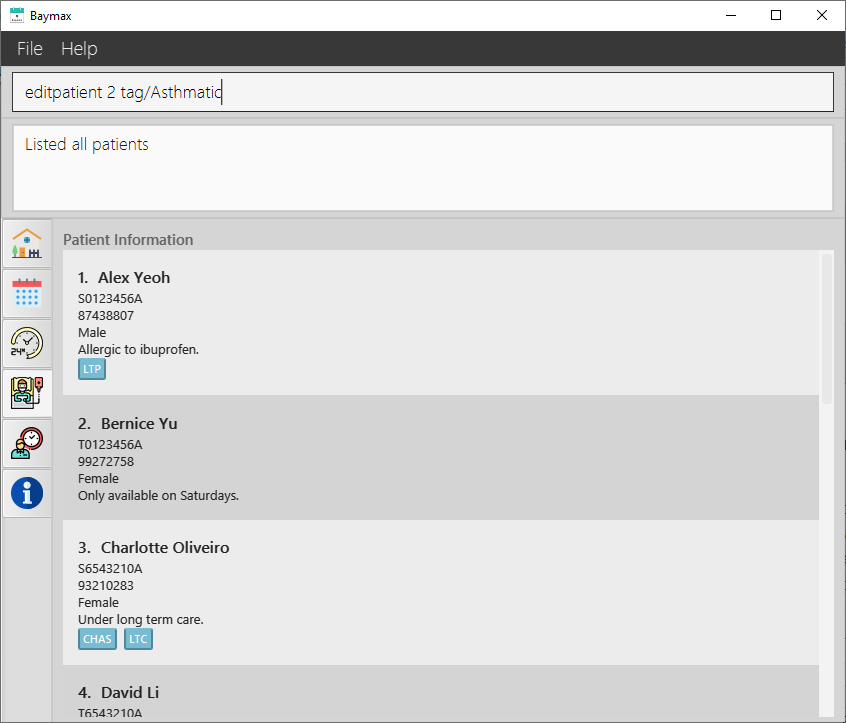 Baymax
File Help
editpatient 2 tag/Asthmatic
Listed all patients
24H
Patient Information
1. Alex Yeoh
S0123456A
87438807
Male
Allergic to ibuprofen.
LTP
2. Bernice Yu
T0123456A
99272758
Female
Only available on Saturdays.
3. Charlotte Oliveiro
S6543210A
93210283
Female
Under long term care.
CHAS LTC
4. David Li
T6543210A